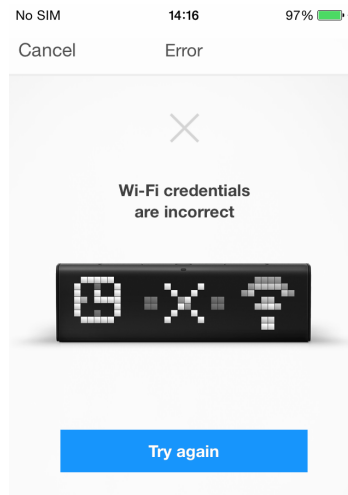 No SIM 14:16 97%
Cancel Error
Wi-Fi credentials
are incorrect
Try again